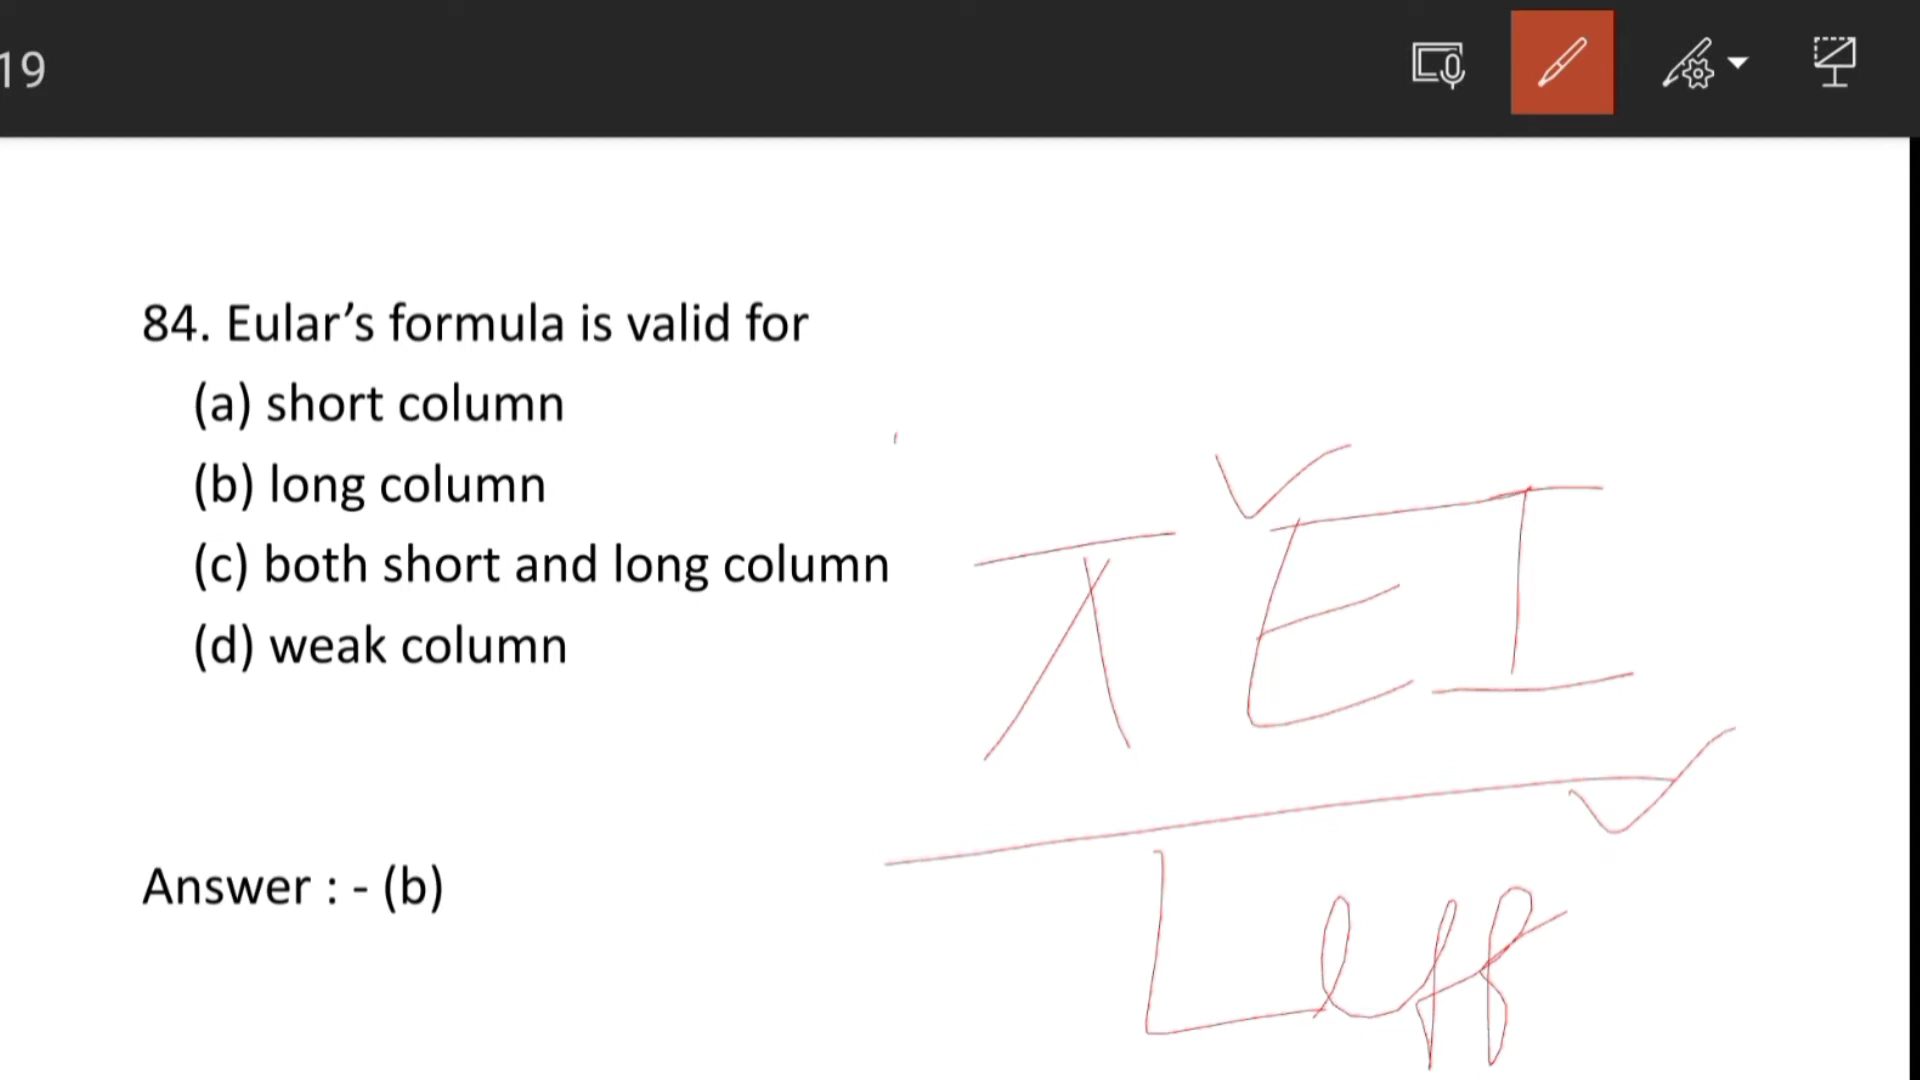 19
84. Eular’s formula is valid for
(a) short column
(b) long column
(c) both short and long column
(d) weak column
π EI
Leff
Answer : - (b)